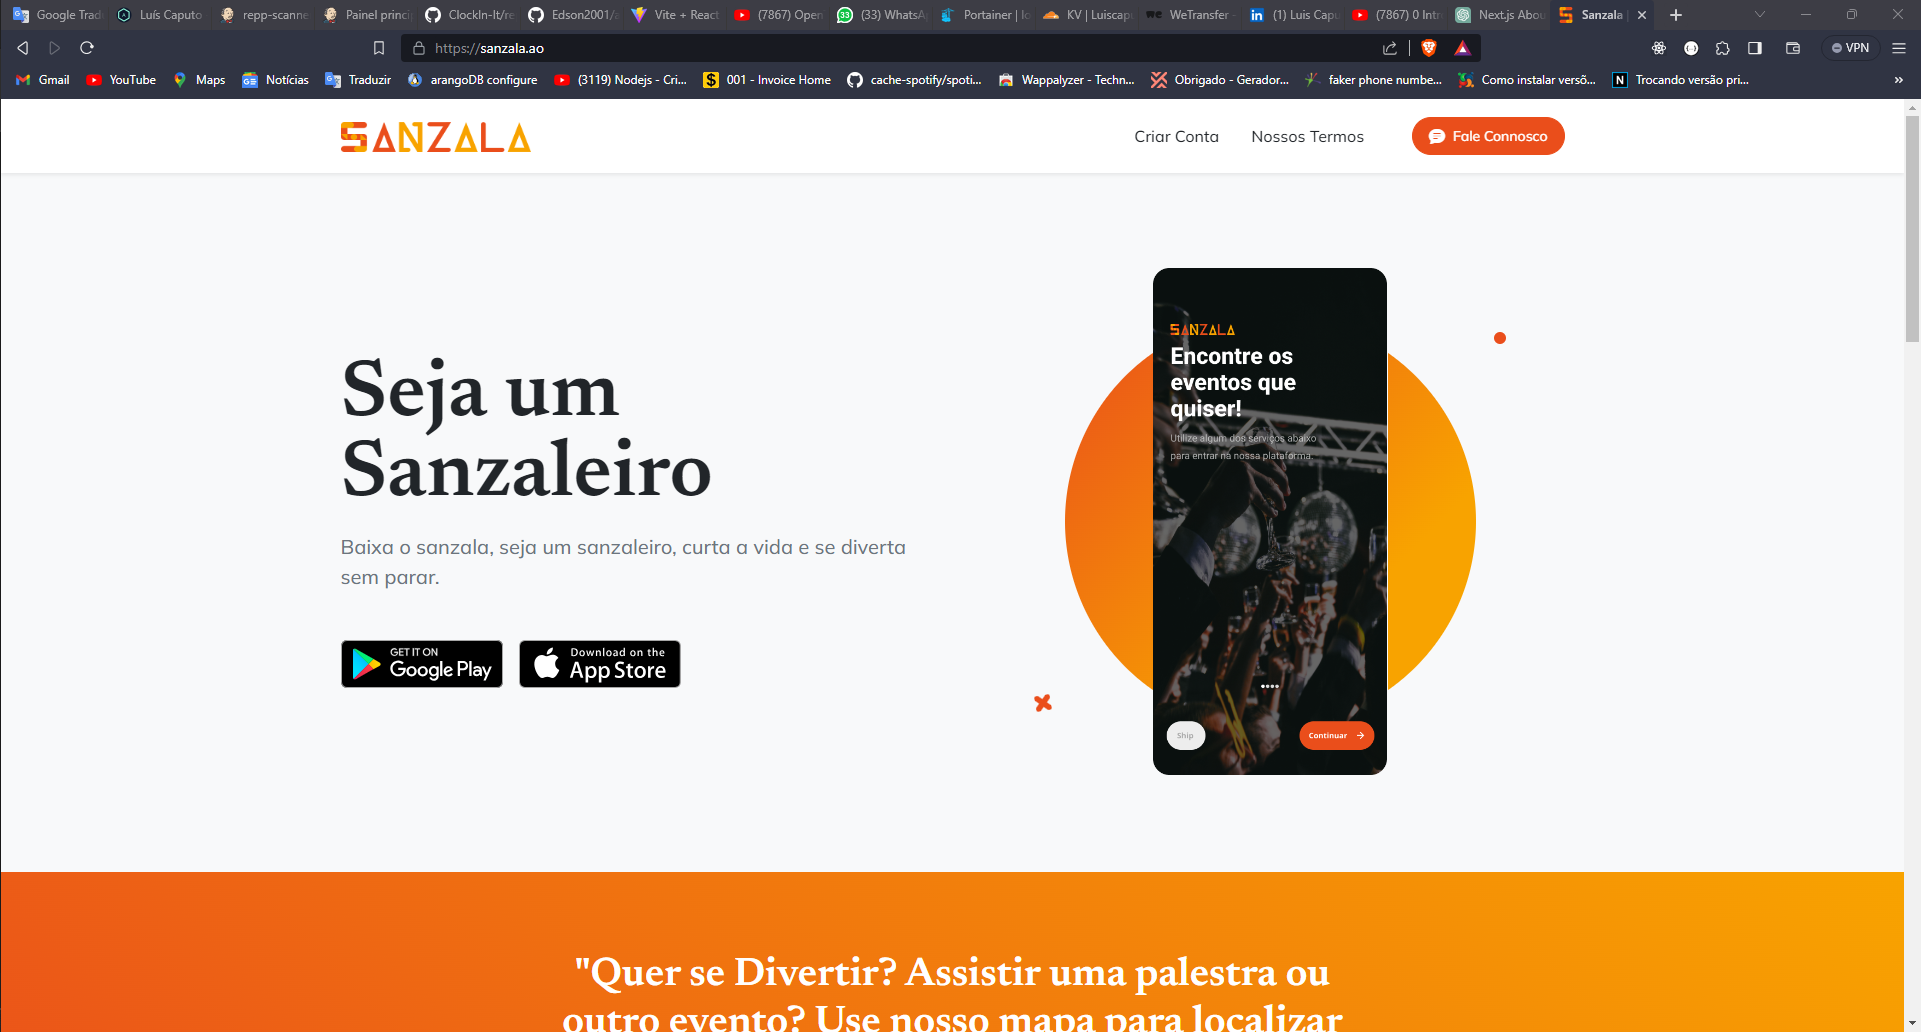 Google Trad
Luís Caputo
repp-scanne
Painel princi
ClockIn-It/re
Edson2001/a
Vite + React
(7867) Open
(33) WhatsA
Portainer | lo
KV | Luiscap
WeTransfer -
(1) Luis Capu
(7867) 0 Intr
Next.js Abou
Sanzala |
https://sanzala.ao
VPN
Gmail
YouTube
Maps
Notícias
Traduzir
arangoDB configure
(3119) Nodejs - Cri...
001 - Invoice Home
cache-spotify/spoti...
Wappalyzer - Techn...
Obrigado - Gerador...
faker phone numbe...
Como instalar versõ...
Trocando versão pri...
»
SANZALA
Criar Conta
Nossos Termos
Fale Connosco
Seja um
Sanzaleiro
Baixa o sanzala, seja um sanzaleiro, curta a vida e se diverta
sem parar.
GET IT ON
Google Play
Download on the
App Store
SANZALA
Encontre os
eventos que
quiser!
Utilize algum dos serviços abaixo
para entrar na nossa plataforma.
Ship
Continuar
"Quer se Divertir? Assistir uma palestra ou
outro evento? Use nosso mapa para localizar